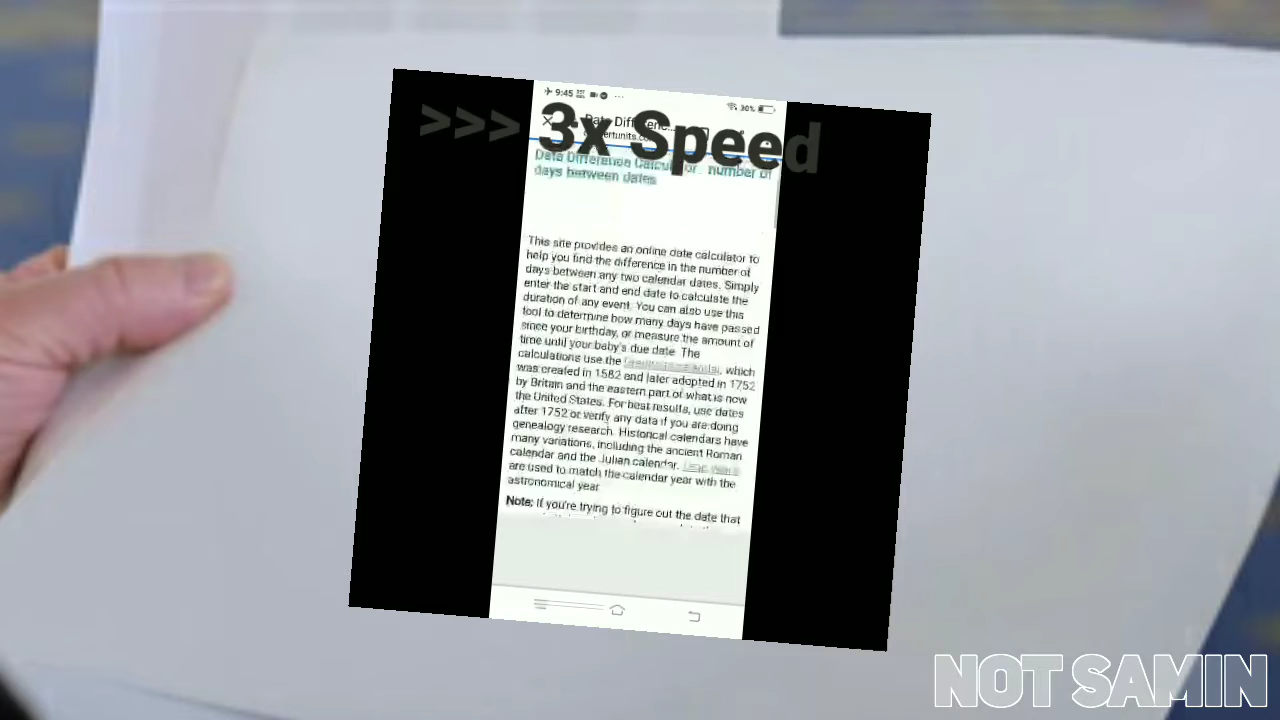 9:45
30%
>>> 3x Speed
Date Differenc...
Date Difference Calculator: number of
days between dates
This site provides an online date calculator to
help you find the difference in the number of
days between any two calendar dates. Simply
enter the start and end date to calculate the
duration of any event. You can also use this
tool to determine how many days have passed
since your birthday, or measure the amount of
time until your baby's due date. The
calculations use the which
was created in 1582 and later adopted in 1752
by Britain and the eastern part of what is now
the United States. For best results, use dates
after 1752 or verify any data if you are doing
genealogy research. Historical calendars have
many variations, including the ancient Roman
calendar and the Julian calendar.
are used to match the calendar year with the
astronomical year.
Note: If you're trying to figure out the date that
NOT SAMIN